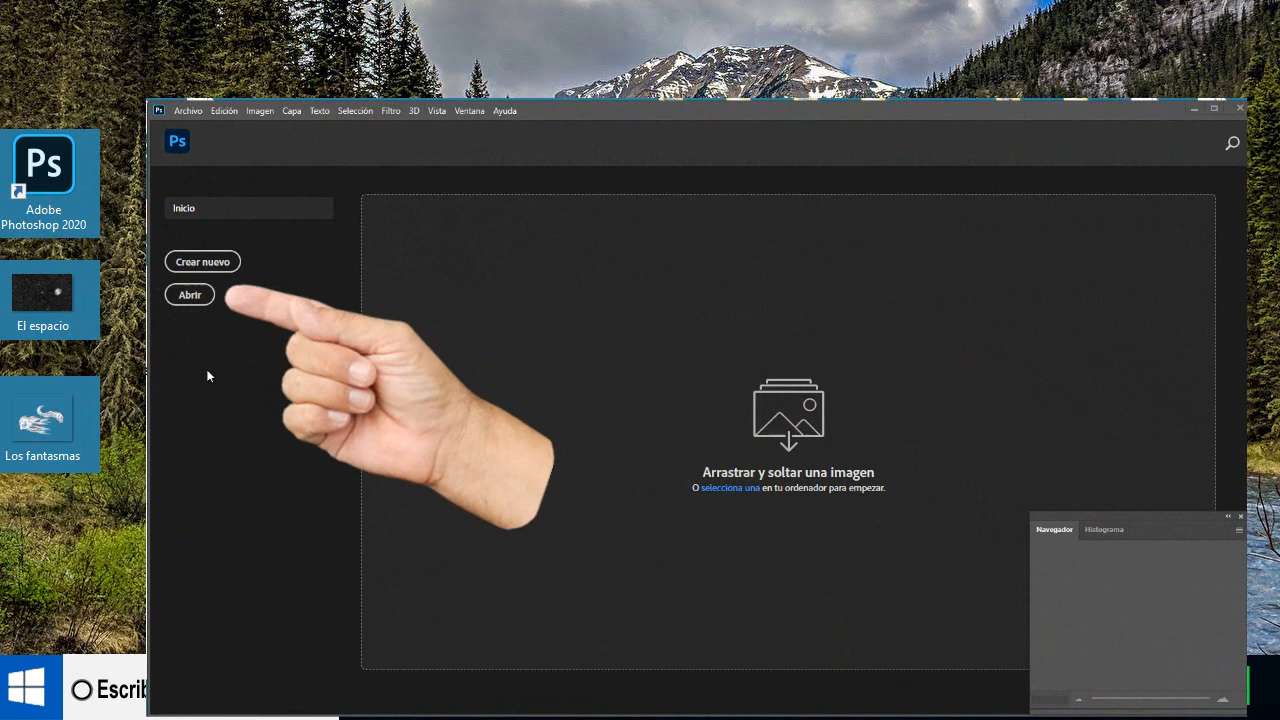 Archivo Edición Imagen Capa Texto Selección Filtro 3D Vista Ventana Ayuda
Ps
Ps
Adobe
Photoshop 2020
Inicio
Crear nuevo
Abrir
El espacio
Los fantasmas
Arrastrar y soltar una imagen
O selecciona una en tu ordenador para empezar.
Navegador Histograma
Escrib